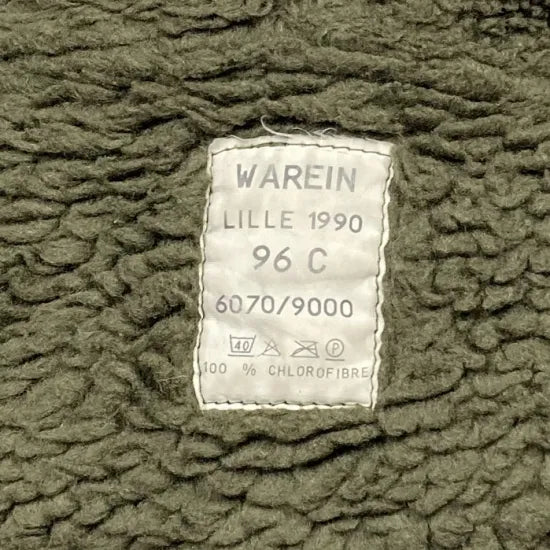 WAREIN
LILLE 1990
96 C
6070/9000
40 P
100 % CHLOROFIBRE